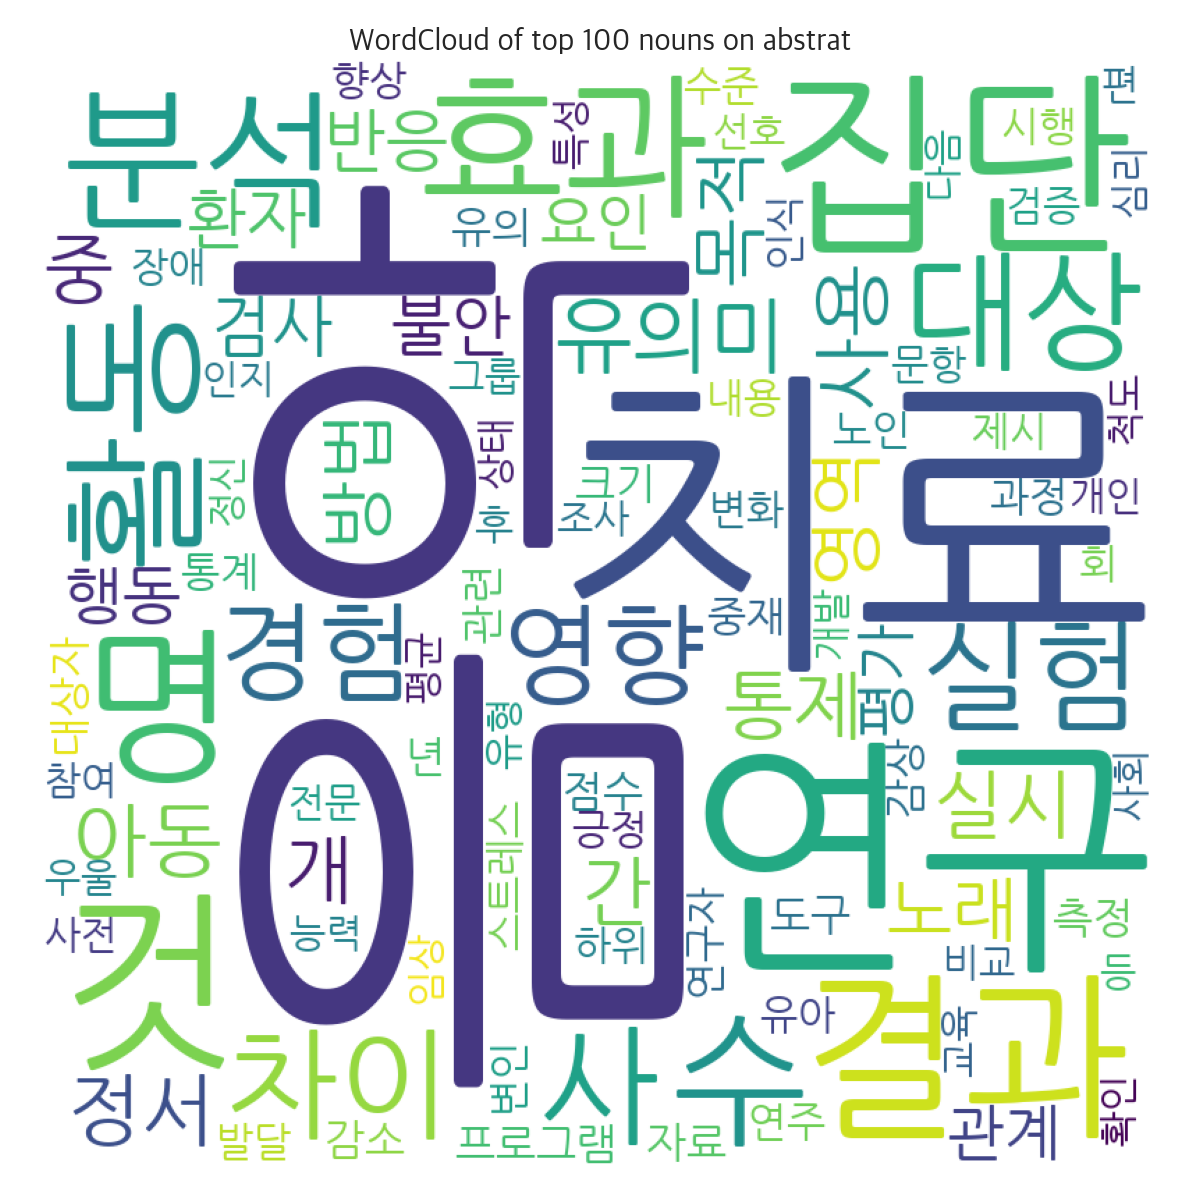 WordCloud of top 100 nouns on abstrat
향상
분석
반응
효과
특성
수준
선호
집단
시행
편
다음
심리
검증
환자
유의
요인
목적
인식
중
장애
검사
불안
유의미
사용
대상
활동
인지
그룹
내용
문항
척도
음악
치료
방법
상태
크기
조사
변화
노인
제시
영역
과정
개인
정신
후
통계
회
행동
관련
중재
개발
경험
영향
평균
평가
실험
명
대상자
통제
유형
년
참여
전문
점수
긍정
연구
감상
실시
사회
아동
개
스트레스
간
우울
능력
하위
연구자
도구
노래
측정
사전
것
임상
비교
등
유아
결과
교육
차이
정서
변인
사
수
관계
확인
발달
감소
프로그램
자료
연주